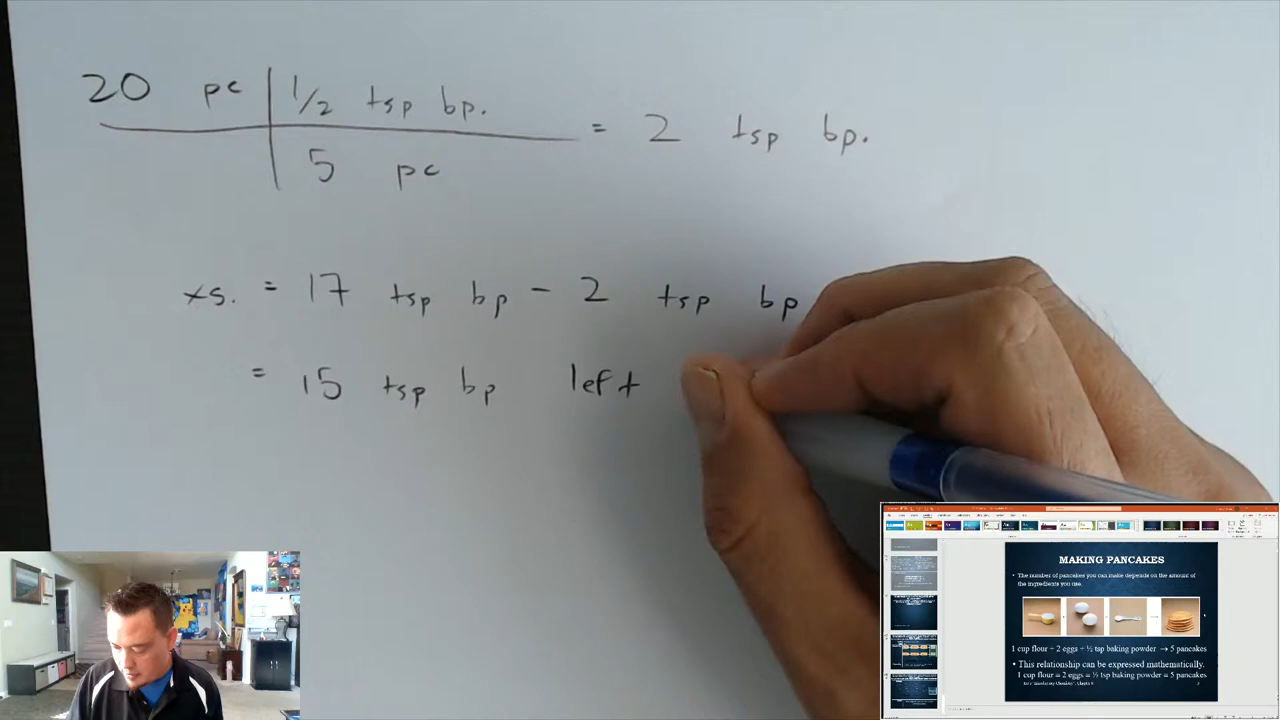 20 pc 1/2 tsp bp.
5 pc
= 2 tsp bp.
xs. = 17 tsp bp - 2 tsp bp
= 15 tsp bp left
MAKING PANCAKES
• The number of pancakes you can make depends on the amount of
the ingredients you use.
1 cup flour + 2 eggs + ½ tsp baking powder → 5 pancakes
• This relationship can be expressed mathematically.
1 cup flour = 2 eggs = ½ tsp baking powder = 5 pancakes